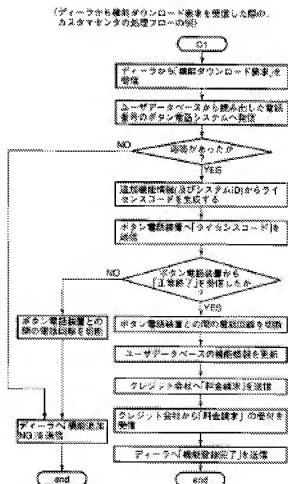 (ディーラから機能ダウンロード要求を受信した際の、
カスタマセンタの処理フローの例)
C1
ディーラから「機能ダウンロード要求」を
受信
ユーザデータベースから読み出した電話
番号のボタン電話システムへ発信
応答があったか
NO
YES
追加機能情報(及びシステムID)からライ
センスコードを生成する
ボタン電話装置へ「ライセンスコード」を
送信
ボタン電話装置から
「正常終了」を受信したか
NO
YES
ボタン電話装置との
間の電話回線を切断
ボタン電話装置との間の電話回線を切断
ユーザデータベースの機能情報を更新
クレジット会社へ「料金請求」を送信
クレジット会社から「料金請求」の受付を
受信
ディーラへ「機能追加
NG」を送信
ディーラへ「機能登録完了」を送信
end
end